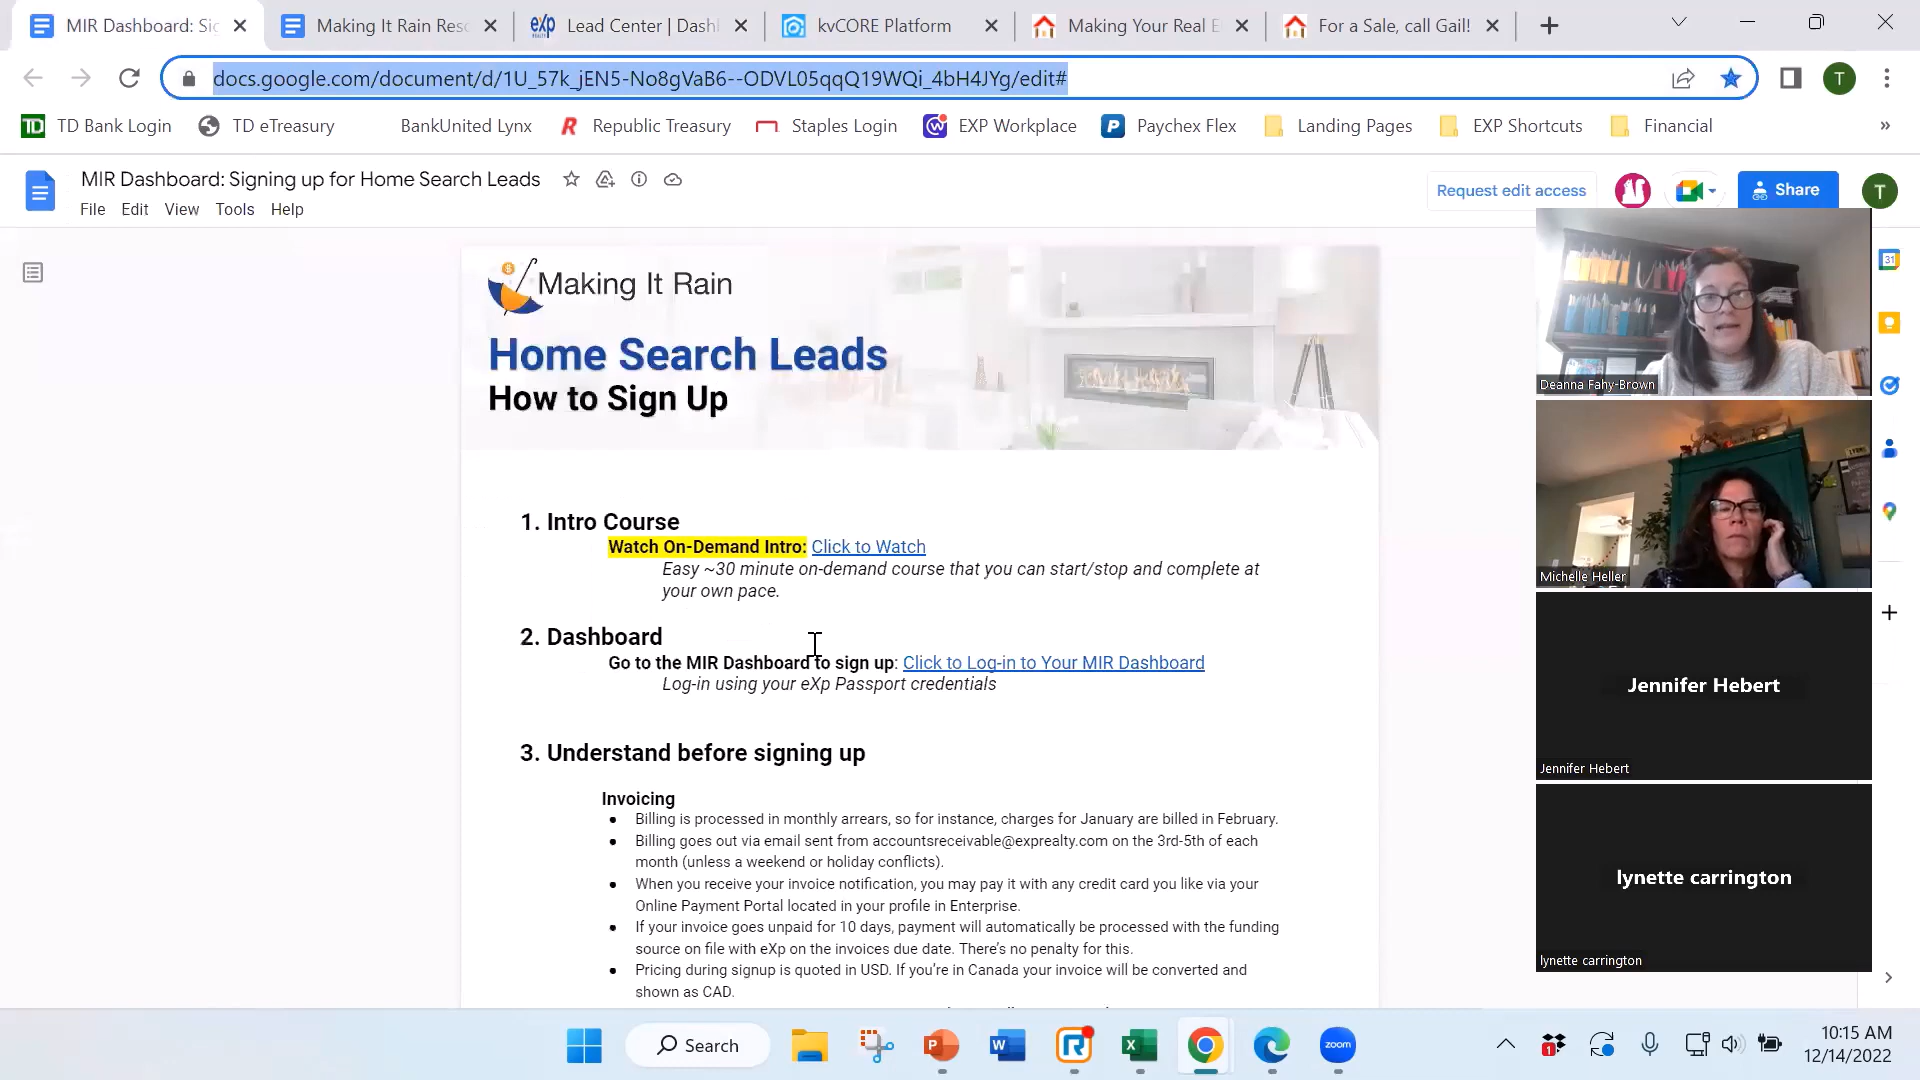 MIR Dashboard: Sig
Making It Rain Reso
eXp
Lead Center | Dash
kvCORE Platform
Making Your Real E
For a Sale, call Gail!
docs.google.com/document/d/1U_57k_jEN5-No8gVaB6--ODVL05qqQ19WQi_4bH4JYg/edit#
T
TD
TD Bank Login
TD eTreasury
BankUnited Lynx
R
Republic Treasury
Staples Login
EXP Workplace
P
Paychex Flex
Landing Pages
EXP Shortcuts
Financial
»
MIR Dashboard: Signing up for Home Search Leads
File Edit View Tools Help
Request edit access
Share
T
Making It Rain
Home Search Leads
How to Sign Up
1. Intro Course
Watch On-Demand Intro: Click to Watch
Easy ~30 minute on-demand course that you can start/stop and complete at
your own pace.
2. Dashboard
Go to the MIR Dashboard to sign up: Click to Log-in to Your MIR Dashboard
Log-in using your eXp Passport credentials
3. Understand before signing up
Invoicing
● Billing is processed in monthly arrears, so for instance, charges for January are billed in February.
● Billing goes out via email sent from accountsreceivable@exprealty.com on the 3rd-5th of each
month (unless a weekend or holiday conflicts).
● When you receive your invoice notification, you may pay it with any credit card you like via your
Online Payment Portal located in your profile in Enterprise.
● If your invoice goes unpaid for 10 days, payment will automatically be processed with the funding
source on file with eXp on the invoices due date. There's no penalty for this.
● Pricing during signup is quoted in USD. If you're in Canada your invoice will be converted and
shown as CAD.
Deanna Fahy-Brown
Michelle Heller
Jennifer Hebert
Jennifer Hebert
lynette carrington
lynette carrington
31
Search
P
W
R
X
zoom
1
10:15 AM
12/14/2022